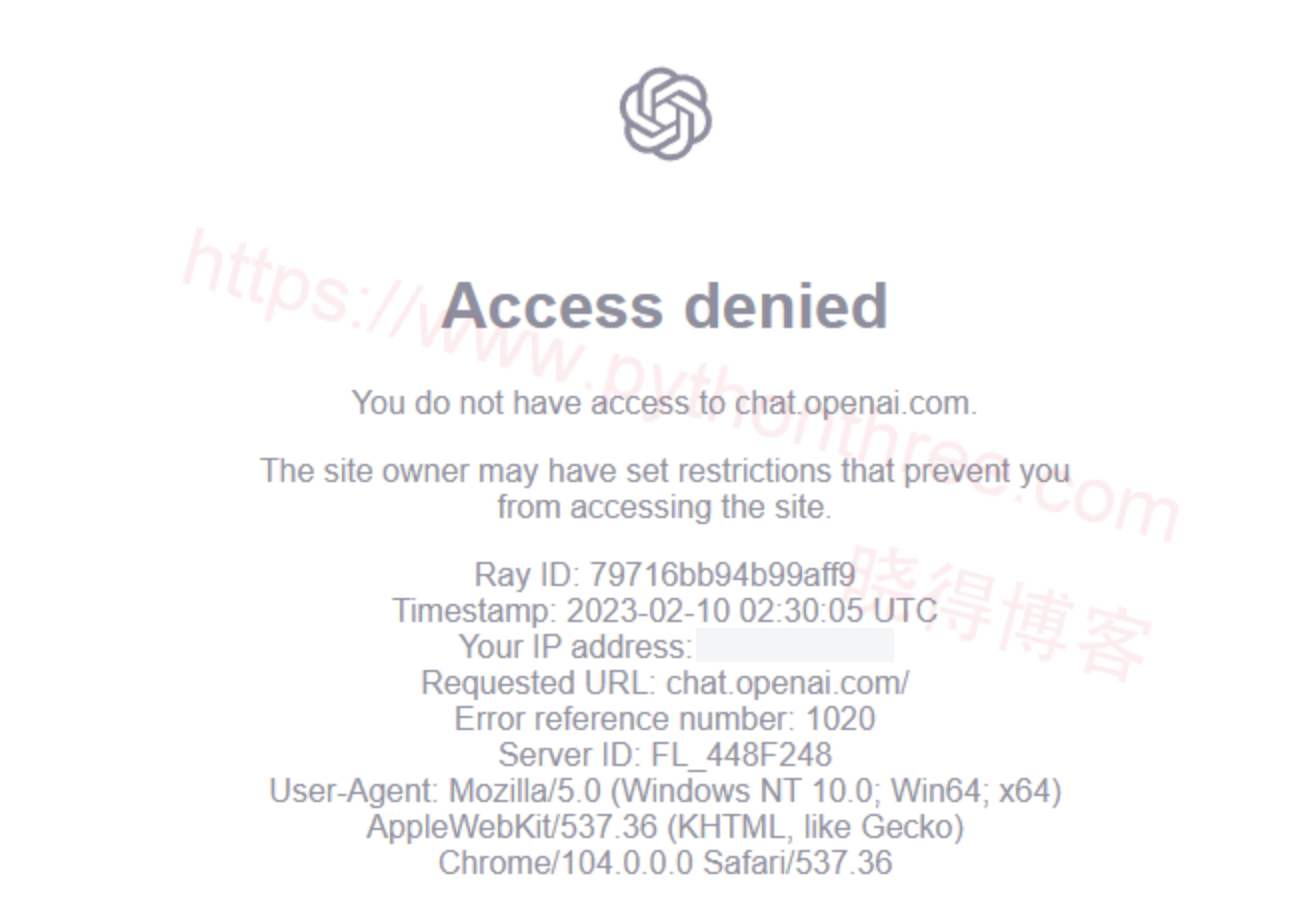 Access denied
You do not have access to chat.openai.com.
The site owner may have set restrictions that prevent you
from accessing the site.
Ray ID: 79716bb94b99aff9
Timestamp: 2023-02-10 02:30:05 UTC
Your IP address:
Requested URL: chat.openai.com/
Error reference number: 1020
Server ID: FL_448F248
User-Agent: Mozilla/5.0 (Windows NT 10.0; Win64; x64)
AppleWebKit/537.36 (KHTML, like Gecko)
Chrome/104.0.0.0 Safari/537.36
https://www.pythonthree.com
晓得博客